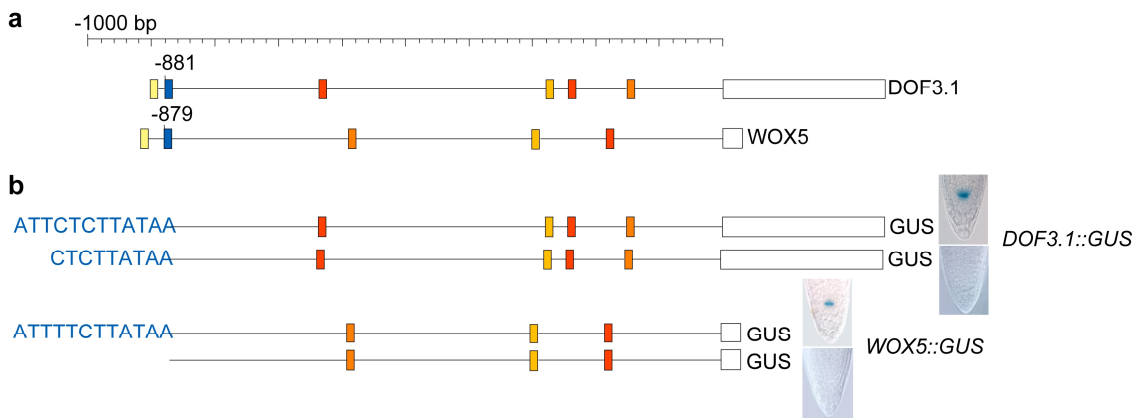 a
-1000 bp
-881
DOF3.1
-879
WOX5
b
ATTCTCTTATAA
GUS
DOF3.1::GUS
CTCTTATAA
GUS
ATTTTCTTATAA
GUS
WOX5::GUS
GUS